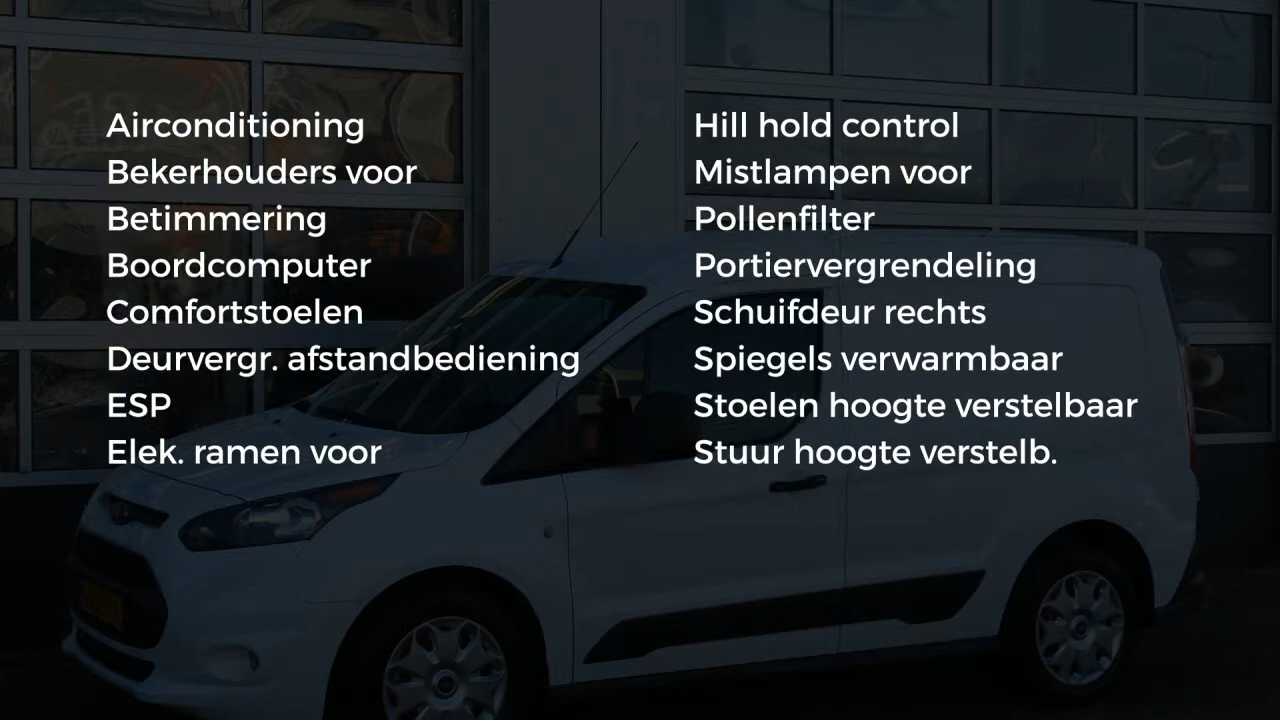 Airconditioning
Bekerhouders voor
Betimmering
Boordcomputer
Comfortstoelen
Deurvergr. afstandbediening
ESP
Elek. ramen voor
Hill hold control
Mistlampen voor
Pollenfilter
Portiervergrendeling
Schuifdeur rechts
Spiegels verwarmbaar
Stoelen hoogte verstelbaar
Stuur hoogte verstelb.